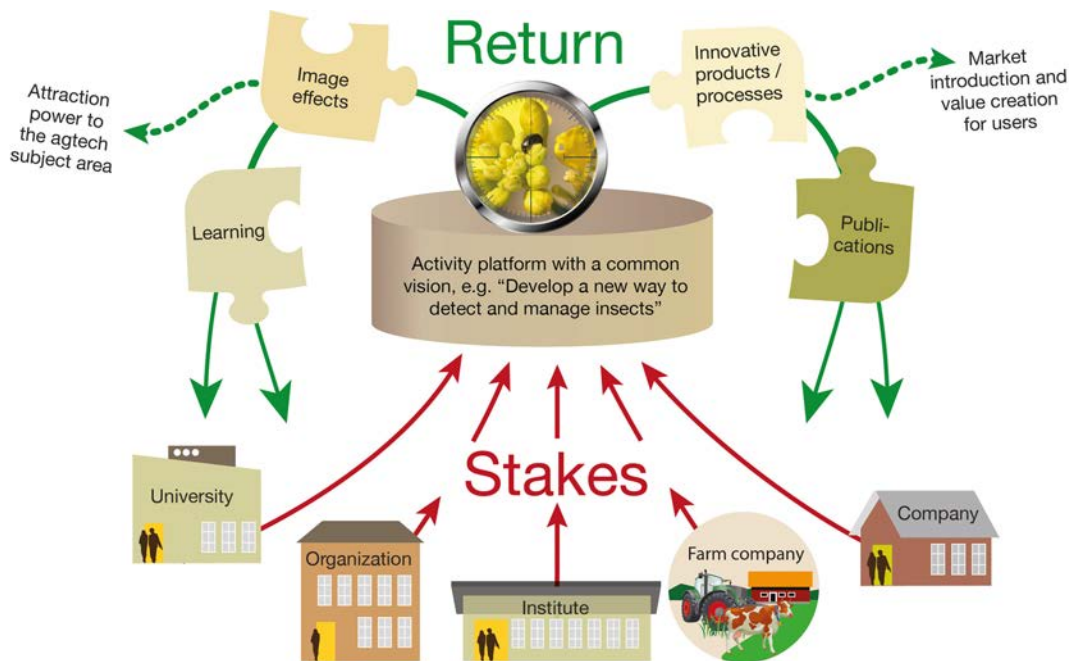 Return
Image
effects
Innovative
products /
processes
Attraction
power to
the agtech
subject area
Market
introduction and
value creation
for users
Learning
Publi-
cations
Activity platform with a common
vision, e.g. “Develop a new way to
detect and manage insects”
Stakes
University
Organization
Institute
Farm company
Company